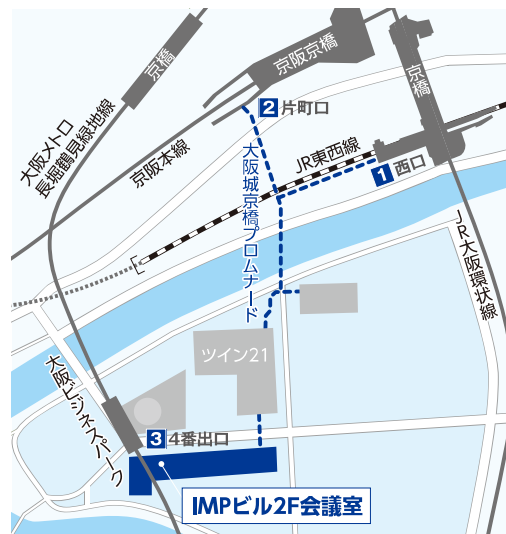 京橋
京阪京橋
京橋
大阪メトロ
長堀鶴見緑地線
京阪本線
2 片町口
JR東西線
1 西口
大阪城京橋プロムナード
JR大阪環状線
ツイン21
大阪ビジネスパーク
3 4番出口
IMPビル2F会議室